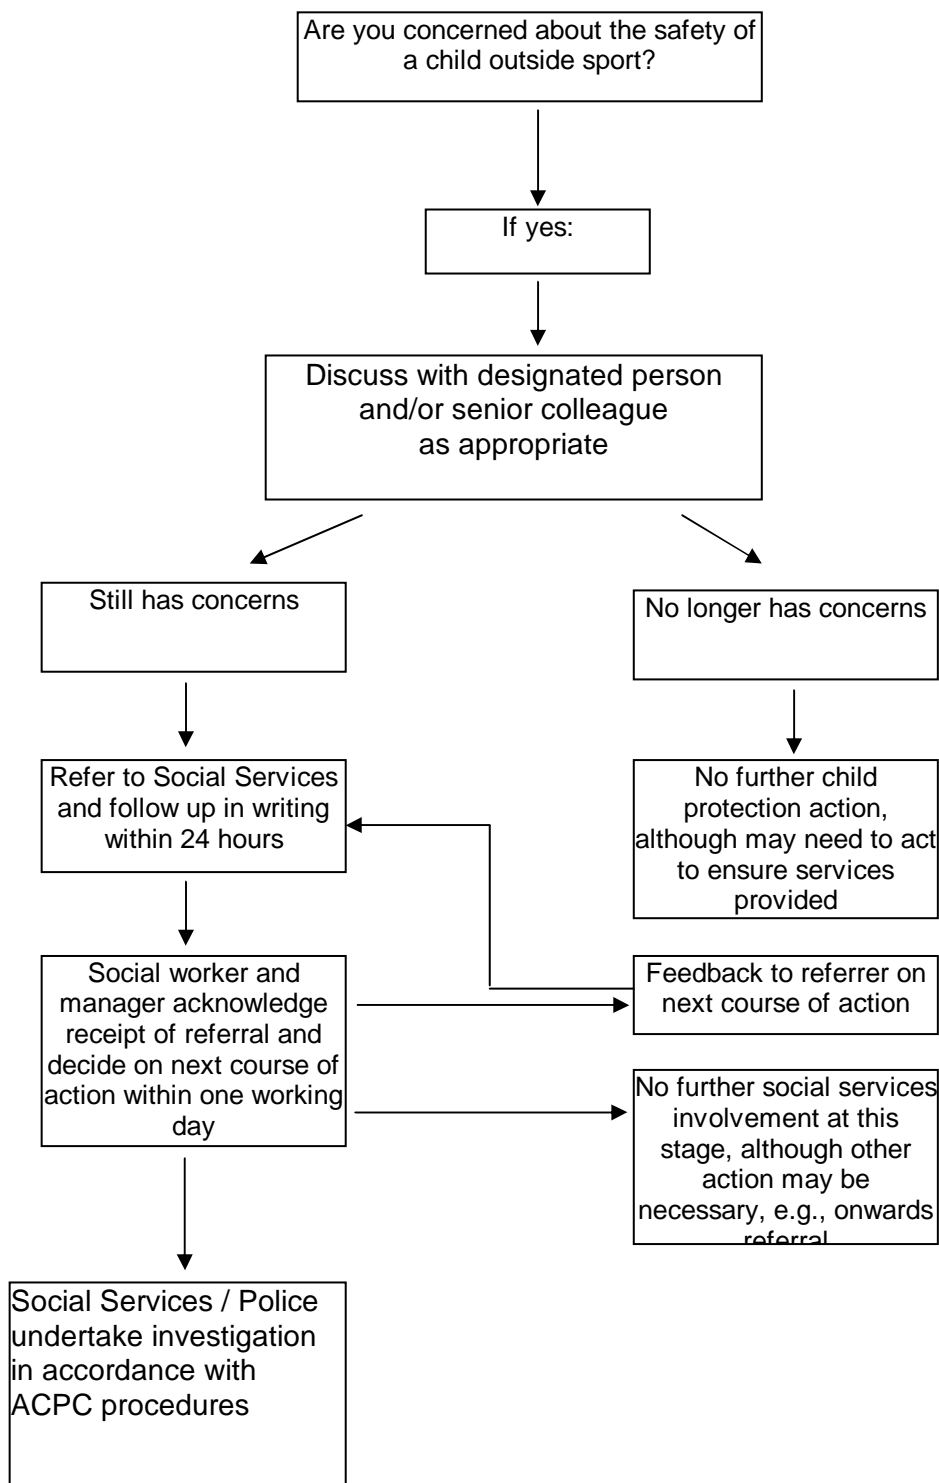 Are you concerned about the safety of
a child outside sport?
If yes:
Discuss with designated person
and/or senior colleague
as appropriate
Still has concerns
No longer has concerns
Refer to Social Services
and follow up in writing
within 24 hours
No further child
protection action,
although may need to act
to ensure services
provided
Social worker and
manager acknowledge
receipt of referral and
decide on next course of
action within one working
day
Feedback to referrer on
next course of action
No further social services
involvement at this
stage, although other
action may be
necessary, e.g., onwards
referral
Social Services / Police
undertake investigation
in accordance with
ACPC procedures